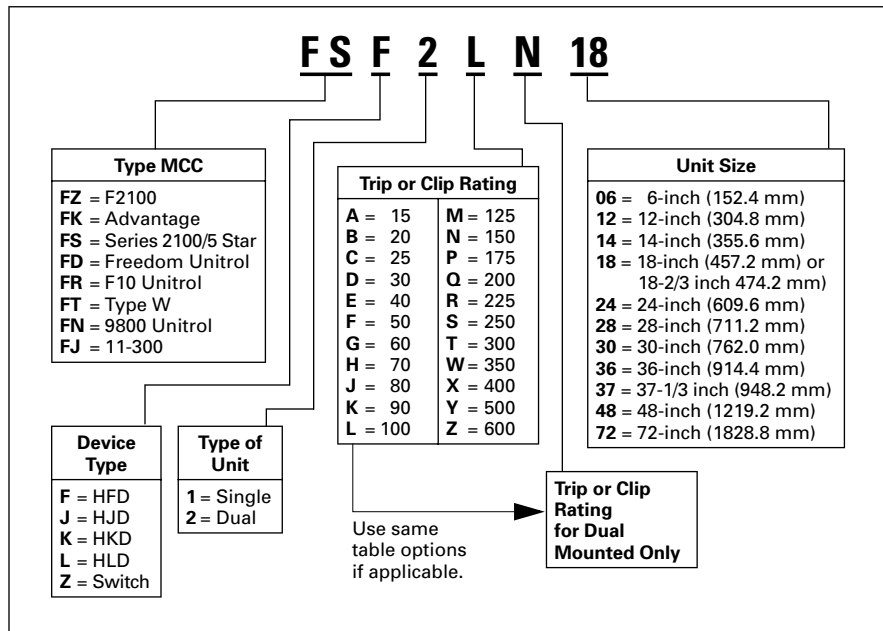 FS F 2 L N 18
Type MCC
FZ = F2100
FK = Advantage
FS = Series 2100/5 Star
FD = Freedom Unitrol
FR = F10 Unitrol
FT = Type W
FN = 9800 Unitrol
FJ = 11-300
Device
Type
F = HFD
J = HJD
K = HKD
L = HLD
Z = Switch
Type of
Unit
1 = Single
2 = Dual
Trip or Clip Rating
A = 15
B = 20
C = 25
D = 30
E = 40
F = 50
G = 60
H = 70
J = 80
K = 90
L = 100
M = 125
N = 150
P = 175
Q = 200
R = 225
S = 250
T = 300
W = 350
X = 400
Y = 500
Z = 600
Use same
table options
if applicable.
Trip or Clip
Rating
for Dual
Mounted Only
Unit Size
06 = 6-inch (152.4 mm)
12 = 12-inch (304.8 mm)
14 = 14-inch (355.6 mm)
18 = 18-inch (457.2 mm) or
18-2/3 inch 474.2 mm)
24 = 24-inch (609.6 mm)
28 = 28-inch (711.2 mm)
30 = 30-inch (762.0 mm)
36 = 36-inch (914.4 mm)
37 = 37-1/3 inch (948.2 mm)
48 = 48-inch (1219.2 mm)
72 = 72-inch (1828.8 mm)